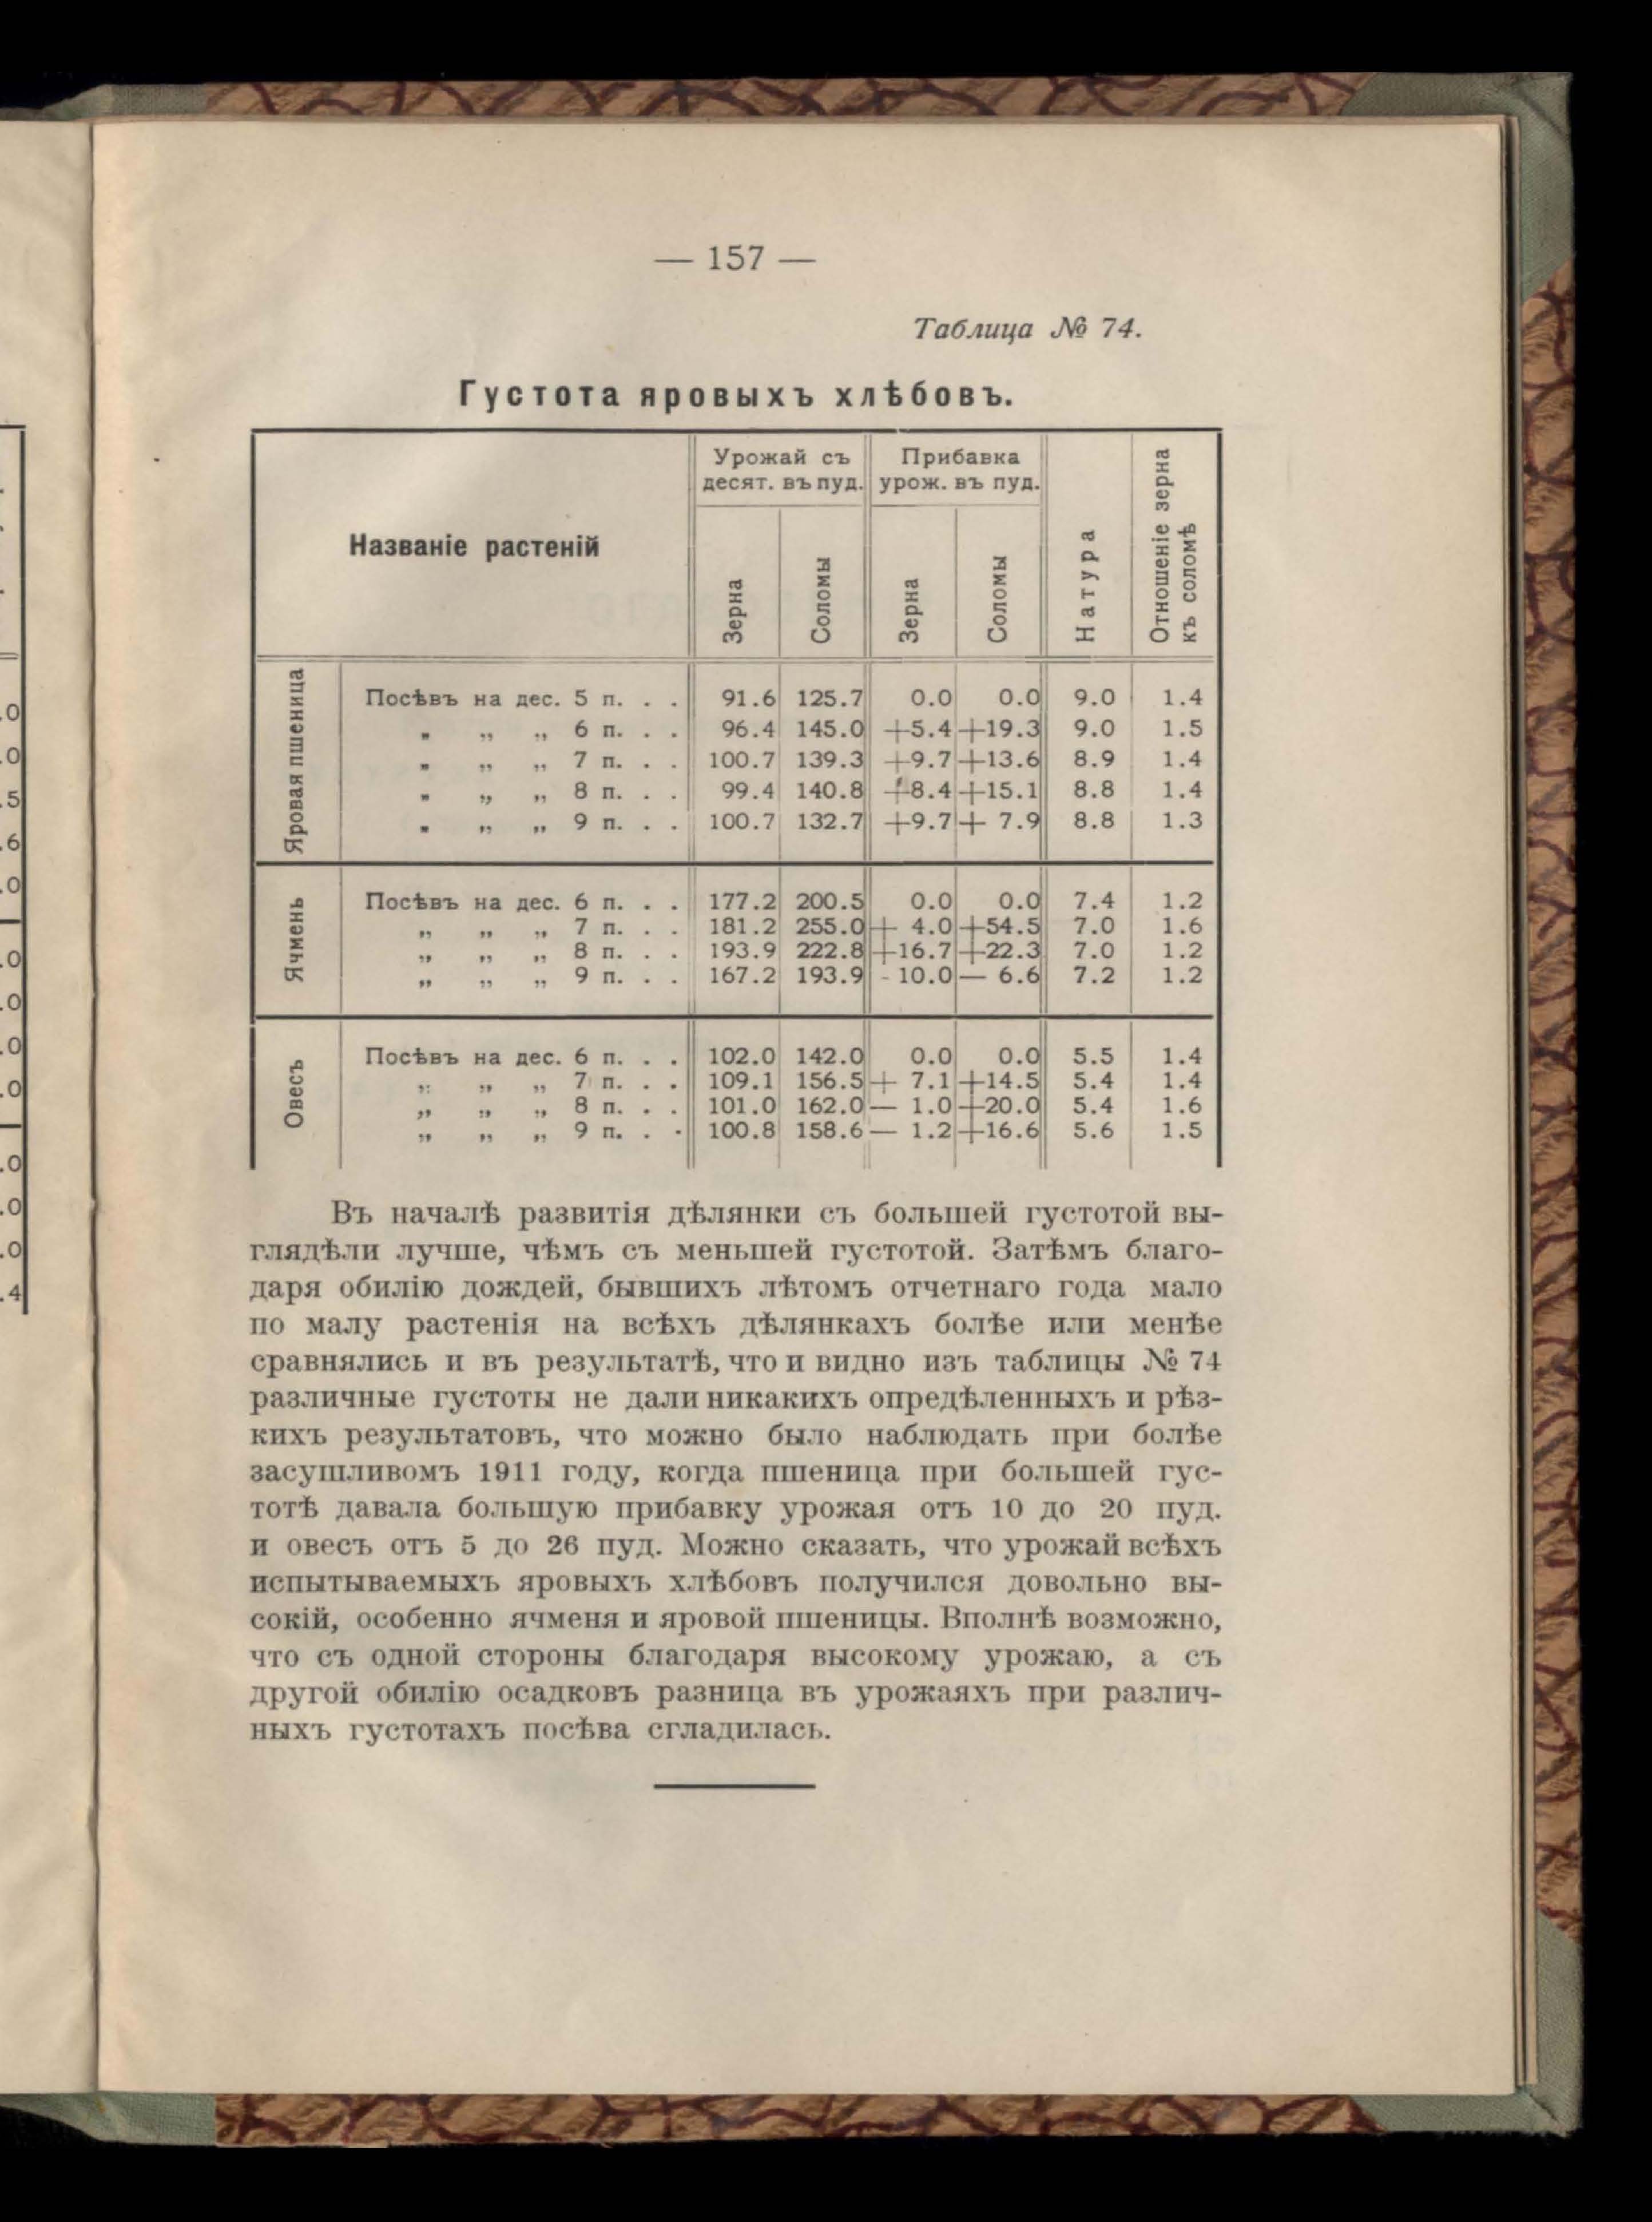 — 157 —
Таблица № 74.
Густота яровыхъ хлѣбовъ.
Названіе растеній
Урожай съ десят. въ пуд.
Прибавка урож. въ пуд.
Зерна
Соломы
Зерна
Соломы
Натура
Отношеніе зерна къ соломѣ
Яровая пшеница
Посѣвъ на дес. 5 п. . . 91.6 125.7 0.0 0.0 9.0 1.4
„ „ „ 6 п. . . 96.4 145.0 +5.4 +19.3 9.0 1.5
„ „ „ 7 п. . . 100.7 139.3 +9.7 +13.6 8.9 1.4
„ „ „ 8 п. . . 99.4 140.8 +8.4 +15.1 8.8 1.4
„ „ „ 9 п. . . 100.7 132.7 +9.7 + 7.9 8.8 1.3
Ячмень
Посѣвъ на дес. 6 п. . . 177.2 200.5 0.0 0.0 7.4 1.2
„ „ „ 7 п. . . 181.2 255.0 + 4.0 +54.5 7.0 1.6
„ „ „ 8 п. . . 193.9 222.8 +16.7 +22.3 7.0 1.2
„ „ „ 9 п. . . 167.2 193.9 - 10.0 — 6.6 7.2 1.2
Овесъ
Посѣвъ на дес. 6 п. . . 102.0 142.0 0.0 0.0 5.5 1.4
„ „ „ 7 п. . . 109.1 156.5 + 7.1 +14.5 5.4 1.4
„ „ „ 8 п. . . 101.0 162.0 — 1.0 +20.0 5.4 1.6
„ „ „ 9 п. . . 100.8 158.6 — 1.2 +16.6 5.6 1.5
Въ началѣ развитія дѣлянки съ большей густотой вы-
глядѣли лучше, чѣмъ съ меньшей густотой. Затѣмъ благо-
даря обилію дождей, бывшихъ лѣтомъ отчетнаго года мало
по малу растенія на всѣхъ дѣлянкахъ болѣе или менѣе
сравнялись и въ результатѣ, что и видно изъ таблицы № 74
различные густоты не дали никакихъ опредѣленныхъ и рѣз-
кихъ результатовъ, что можно было наблюдать при болѣе
засушливомъ 1911 году, когда пшеница при большей гус-
тотѣ давала большую прибавку урожая отъ 10 до 20 пуд.
и овесъ отъ 5 до 26 пуд. Можно сказать, что урожай всѣхъ
испытываемыхъ яровыхъ хлѣбовъ получился довольно вы-
сокій, особенно ячменя и яровой пшеницы. Вполнѣ возможно,
что съ одной стороны благодаря высокому урожаю, а съ
другой обилію осадковъ разница въ урожаяхъ при различ-
ныхъ густотахъ посѣва сгладилась.